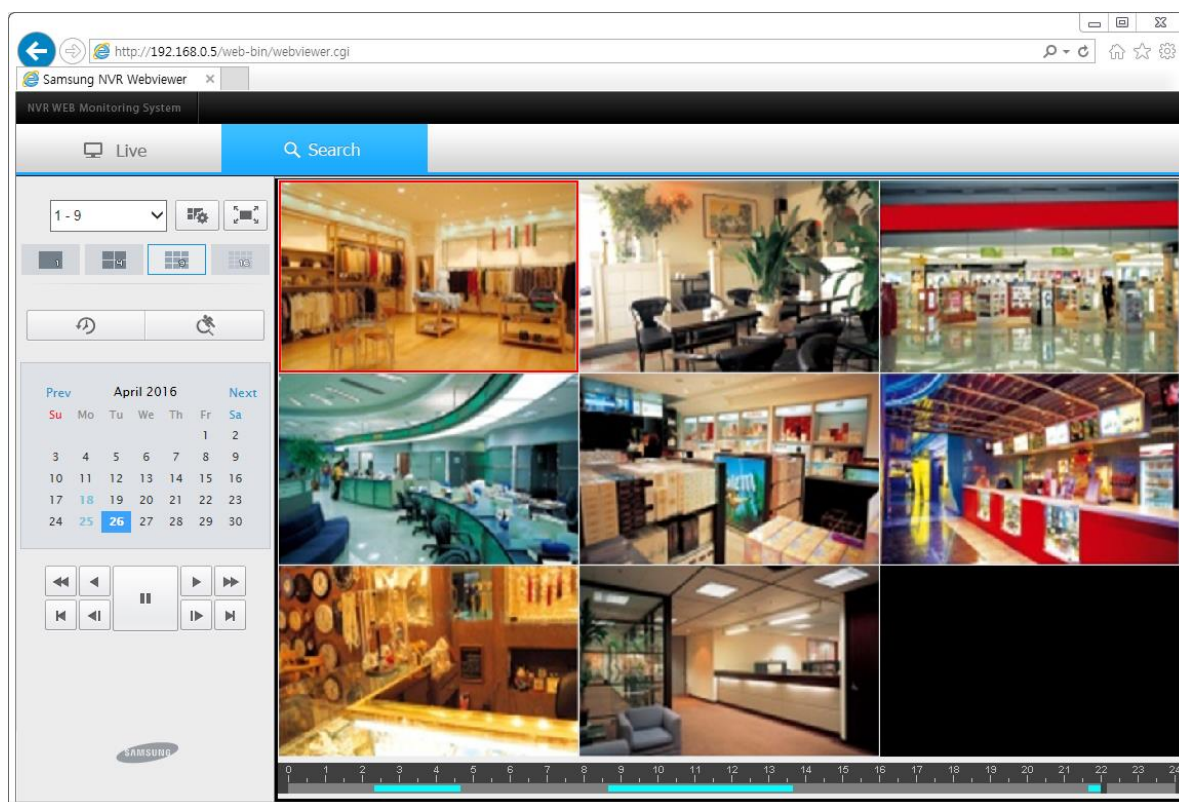 http://192.168.0.5/web-bin/webviewer.cgi
Samsung NVR Webviewer
NVR WEB Monitoring System
Live
Search
1 - 9
1
4
9
16
Prev April 2016 Next
Su Mo Tu We Th Fr Sa
1 2
3 4 5 6 7 8 9
10 11 12 13 14 15 16
17 18 19 20 21 22 23
24 25 26 27 28 29 30
SAMSUNG
0 1 2 3 4 5 6 7 8 9 10 11 12 13 14 15 16 17 18 19 20 21 22 23 24